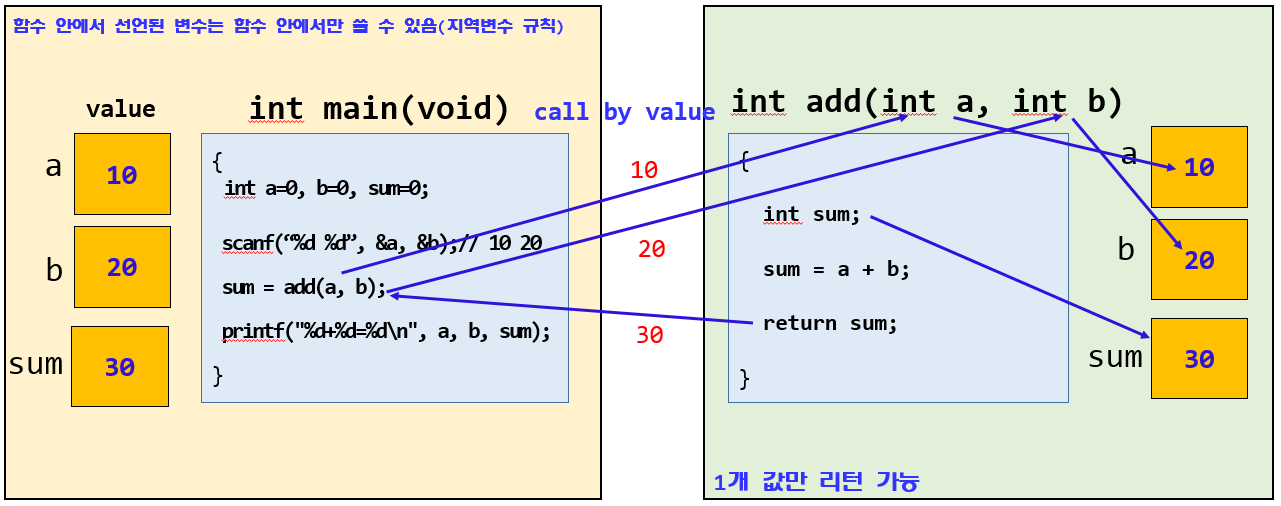 함수 안에서 선언된 변수는 함수 안에서만 쓸 수 있음(지역변수 규칙)
value
int main(void)
a
10
b
20
sum
30
{
int a=0, b=0, sum=0;
scanf(“%d %d”, &a, &b);// 10 20
sum = add(a, b);
printf("%d+%d=%d\n", a, b, sum);
}
call by value
10
20
30
int add(int a, int b)
{
int sum;
sum = a + b;
return sum;
}
a
10
b
20
sum
30
1개 값만 리턴 가능